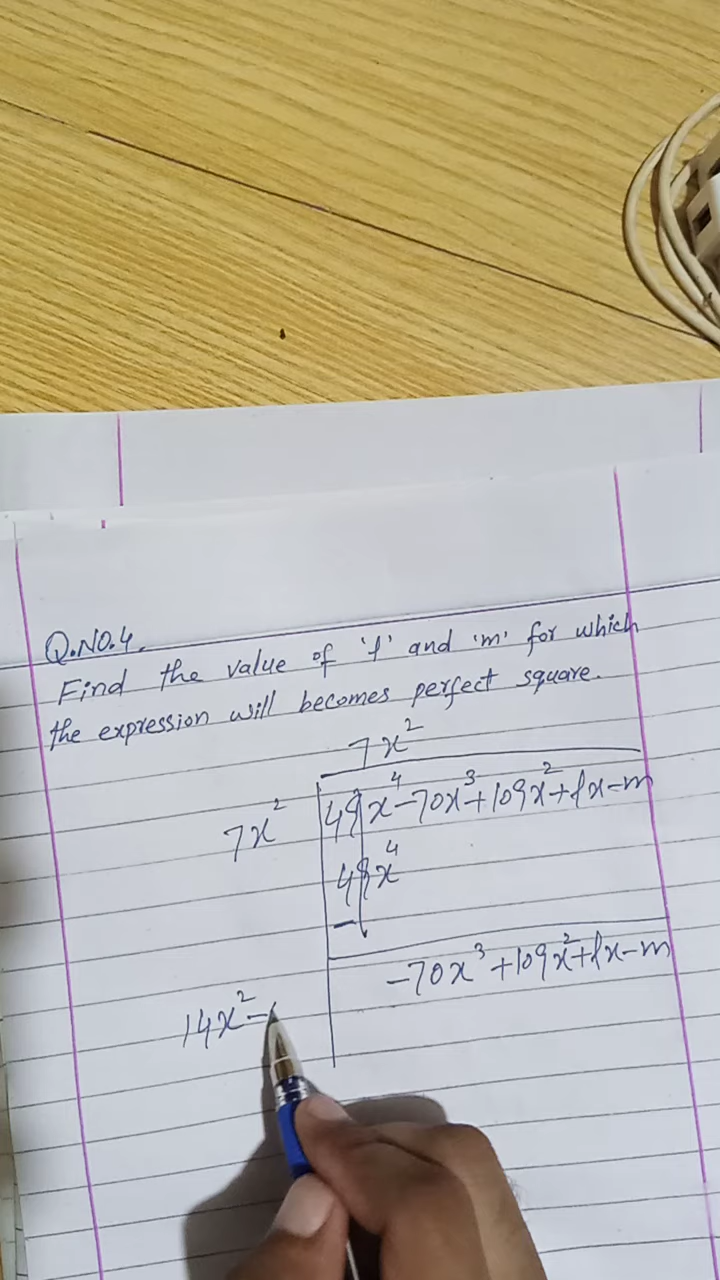 Q.NO.4.
Find the value of 'l' and 'm' for which
the expression will becomes perfect square.
7x²
7x² 49x⁴-70x³+109x²+lx-m
49x⁴
-
-70x³+109x²+lx-m
14x²-